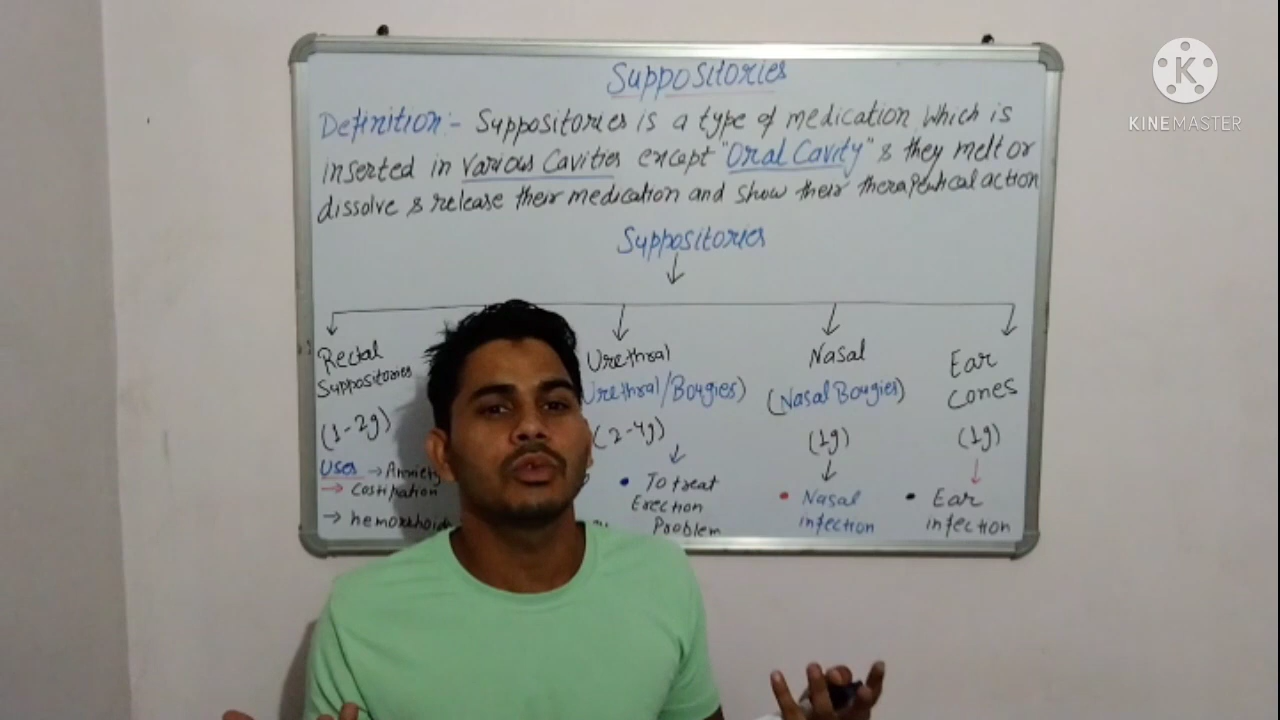 Suppositories
KINEMASTER
Definition:- Suppositories is a type of medication which is
inserted in various Cavities except "Oral Cavity" & they melt or
dissolve & release their medication and show their therapeutical action
Suppositories
Rectal
Suppositories
(1-2g)
Uses → Anxiety
→ Costipation
→ hemorrhoid
Urethral
Urethral/Bougies)
(2-4g)
• To treat
Erection
Problem
Nasal
(Nasal Bougies)
(1g)
• Nasal
infection
Ear
Cones
(1g)
• Ear
infection